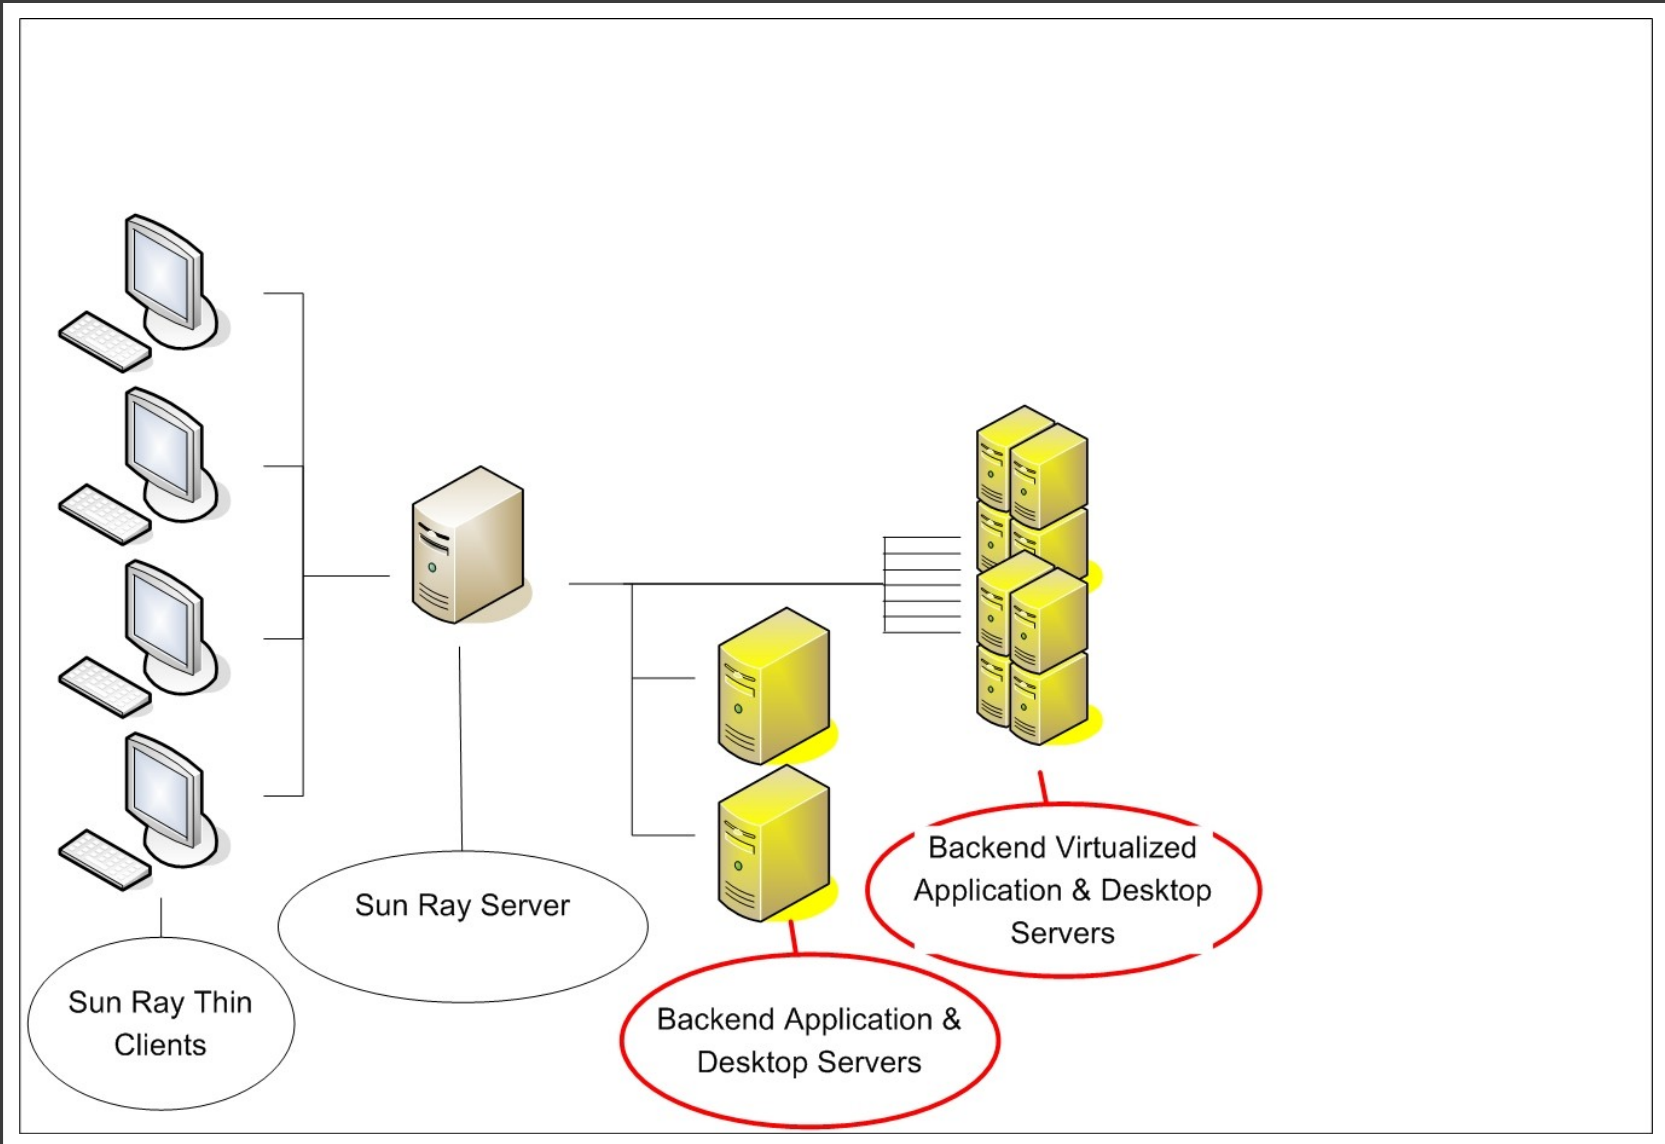 Sun Ray Thin
Clients
Sun Ray Server
Backend Application &
Desktop Servers
Backend Virtualized
Application & Desktop
Servers